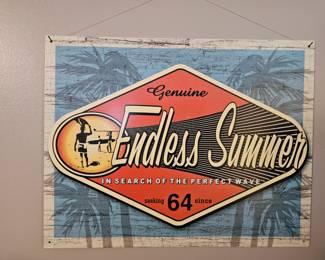 Genuine
Endless Summer
IN SEARCH OF THE PERFECT WAVE
seeking 64 since